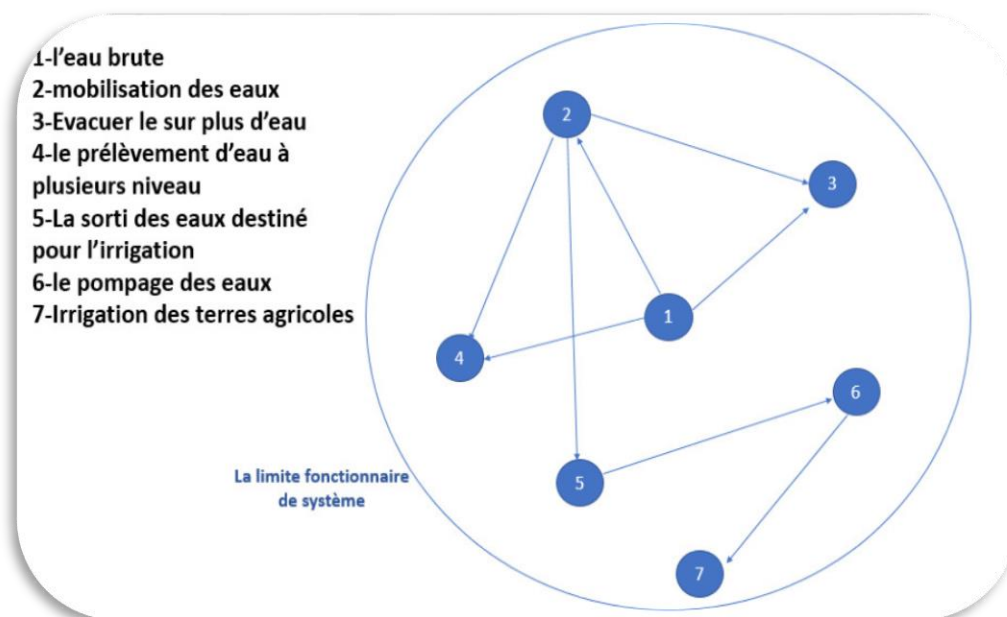 1-l'eau brute
2-mobilisation des eaux
3-Evacuer le sur plus d'eau
4-le prélèvement d'eau à
plusieurs niveau
5-La sorti des eaux destiné
pour l'irrigation
6-le pompage des eaux
7-Irrigation des terres agricoles
2
3
1
4
6
5
7
La limite fonctionnaire
de système